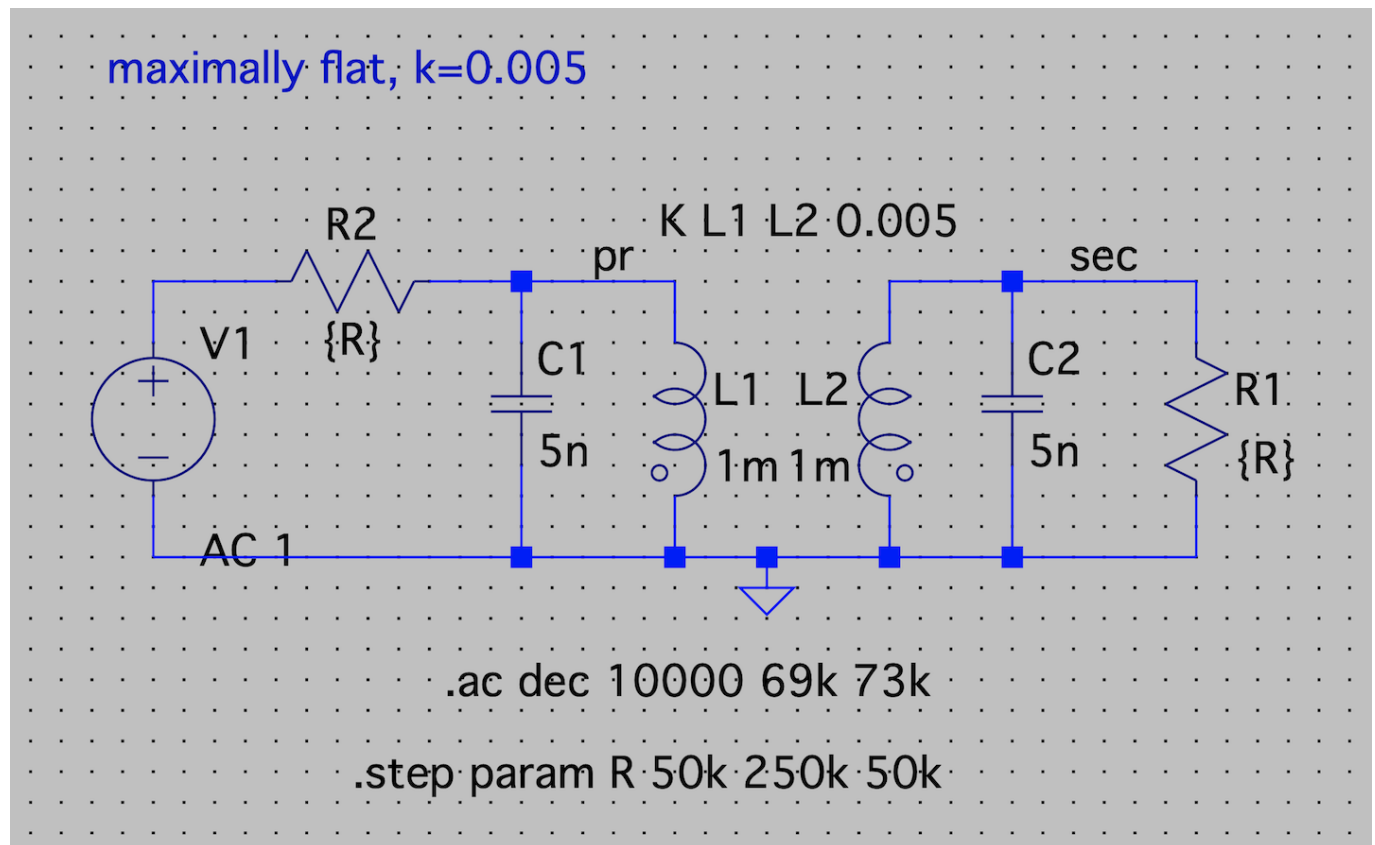 maximally flat, k=0.005
K L1 L2 0.005
R2
pr
sec
V1
{R}
C1
C2
L1
L2
R1
5n
1m
1m
5n
{R}
AC 1
.ac dec 10000 69k 73k
.step param R 50k 250k 50k